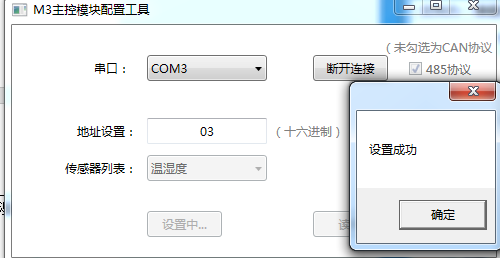 M3主控模块配置工具
（未勾选为CAN协议
串口： COM3 断开连接 485协议
地址设置： 03 （十六进制）
传感器列表： 温湿度
设置成功
设置中... 读
确定